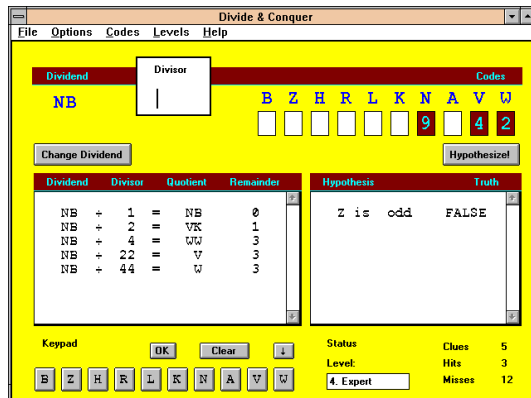 Divide & Conquer
File Options Codes Levels Help
Dividend Divisor Codes
NB B Z H R L K N A V W
9 4 2
Change Dividend Hypothesize!
Dividend Divisor Quotient Remainder
NB ÷ 1 = NB 0
NB ÷ 2 = VK 1
NB ÷ 4 = WW 3
NB ÷ 22 = V 3
NB ÷ 44 = W 3
Hypothesis Truth
Z is odd FALSE
Keypad OK Clear ↓
B Z H R L K N A V W
Status
Level:
4. Expert
Clues 5
Hits 3
Misses 12